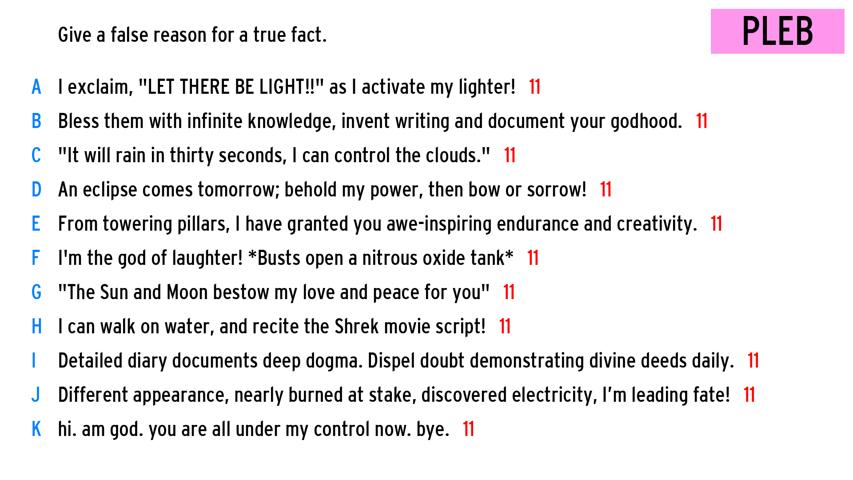 Give a false reason for a true fact.
PLEB
A I exclaim, "LET THERE BE LIGHT!!" as I activate my lighter! 11
B Bless them with infinite knowledge, invent writing and document your godhood. 11
C "It will rain in thirty seconds, I can control the clouds." 11
D An eclipse comes tomorrow; behold my power, then bow or sorrow! 11
E From towering pillars, I have granted you awe-inspiring endurance and creativity. 11
F I'm the god of laughter! *Busts open a nitrous oxide tank* 11
G "The Sun and Moon bestow my love and peace for you" 11
H I can walk on water, and recite the Shrek movie script! 11
I Detailed diary documents deep dogma. Dispel doubt demonstrating divine deeds daily. 11
J Different appearance, nearly burned at stake, discovered electricity, I’m leading fate! 11
K hi. am god. you are all under my control now. bye. 11